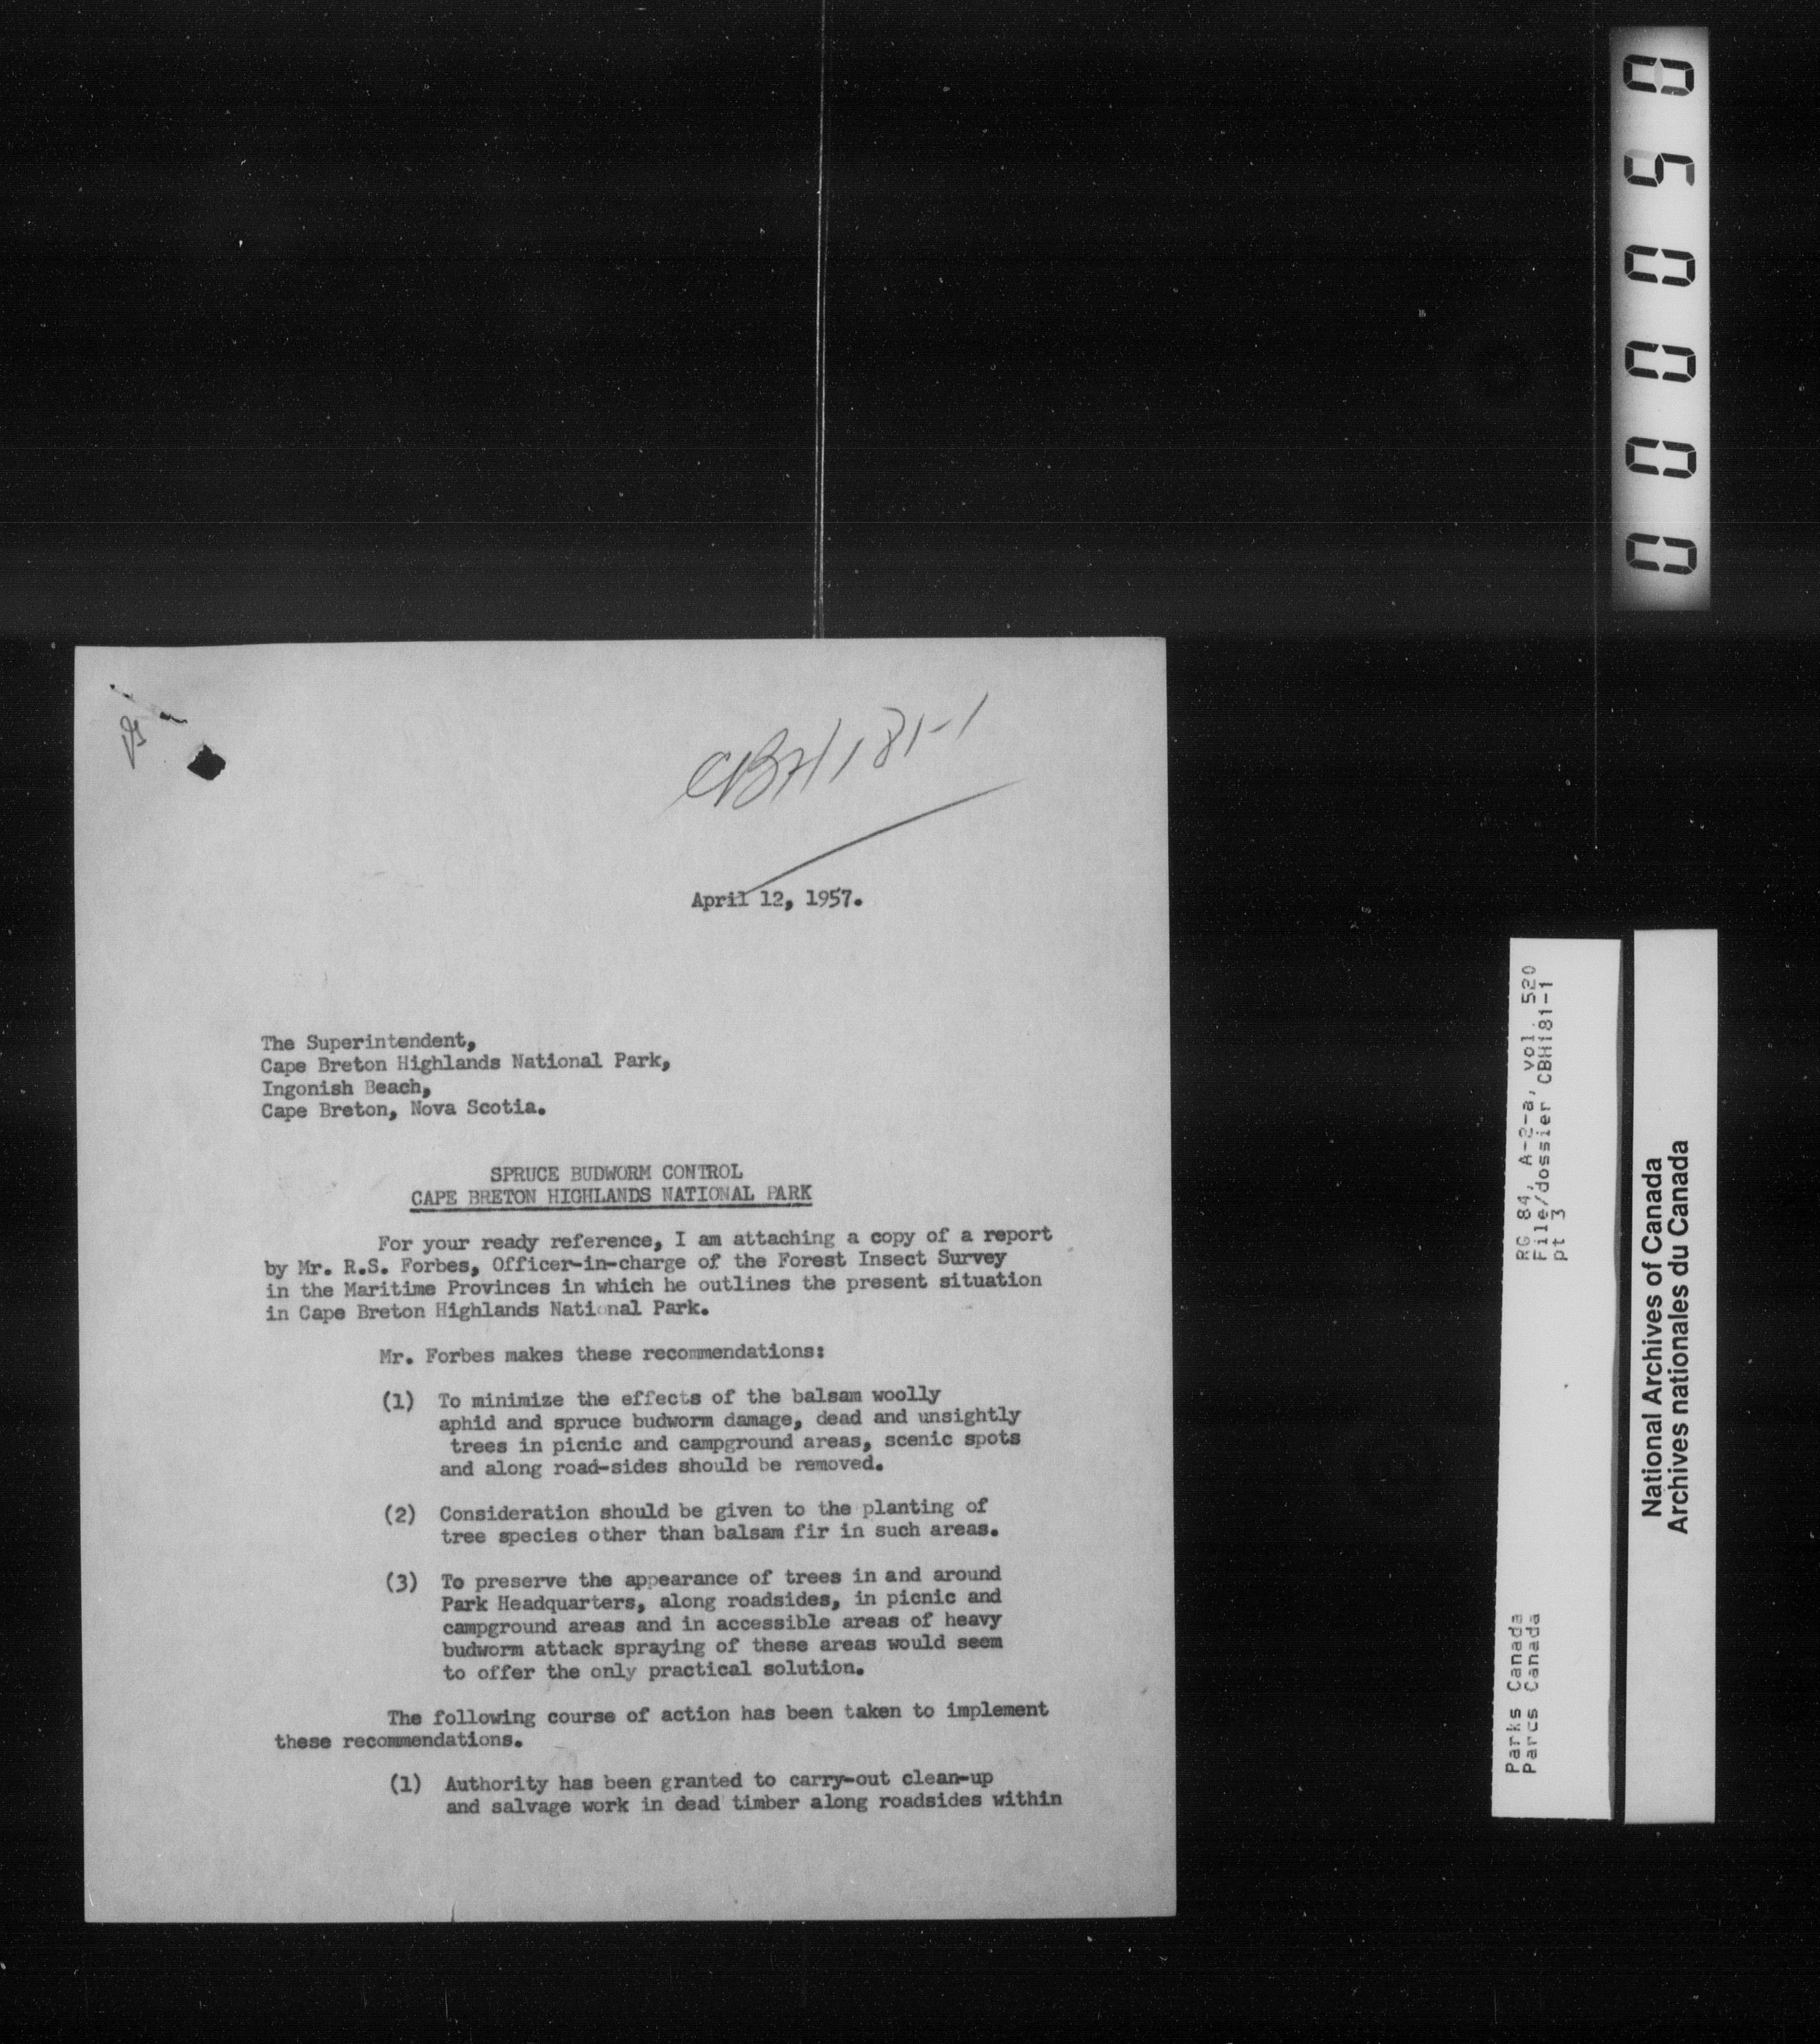 CBH181-1
April 12, 1957.
The Superintendent,
Cape Breton Highlands National Park,
Ingonish Beach,
Cape Breton, Nova Scotia.
SPRUCE BUDWORM CONTROL
CAPE BRETON HIGHLANDS NATIONAL PARK
For your ready reference, I am attaching a copy of a report
by Mr. R.S. Forbes, Officer-in-charge of the Forest Insect Survey
in the Maritime Provinces in which he outlines the present situation
in Cape Breton Highlands National Park.
Mr. Forbes makes these recommendations:
(1) To minimize the effects of the balsam woolly
aphid and spruce budworm damage, dead and unsightly
trees in picnic and campground areas, scenic spots
and along road-sides should be removed.
(2) Consideration should be given to the planting of
tree species other than balsam fir in such areas.
(3) To preserve the appearance of trees in and around
Park Headquarters, along roadsides, in picnic and
campground areas and in accessible areas of heavy
budworm attack spraying of these areas would seem
to offer the only practical solution.
The following course of action has been taken to implement
these recommendations.
(1) Authority has been granted to carry-out clean-up
and salvage work in dead timber along roadsides within
000050
Parks Canada
Parcs Canada
RG 84, A-2-a, vol. 520
File/dossier CBH181-1
pt 3
National Archives of Canada
Archives nationales du Canada